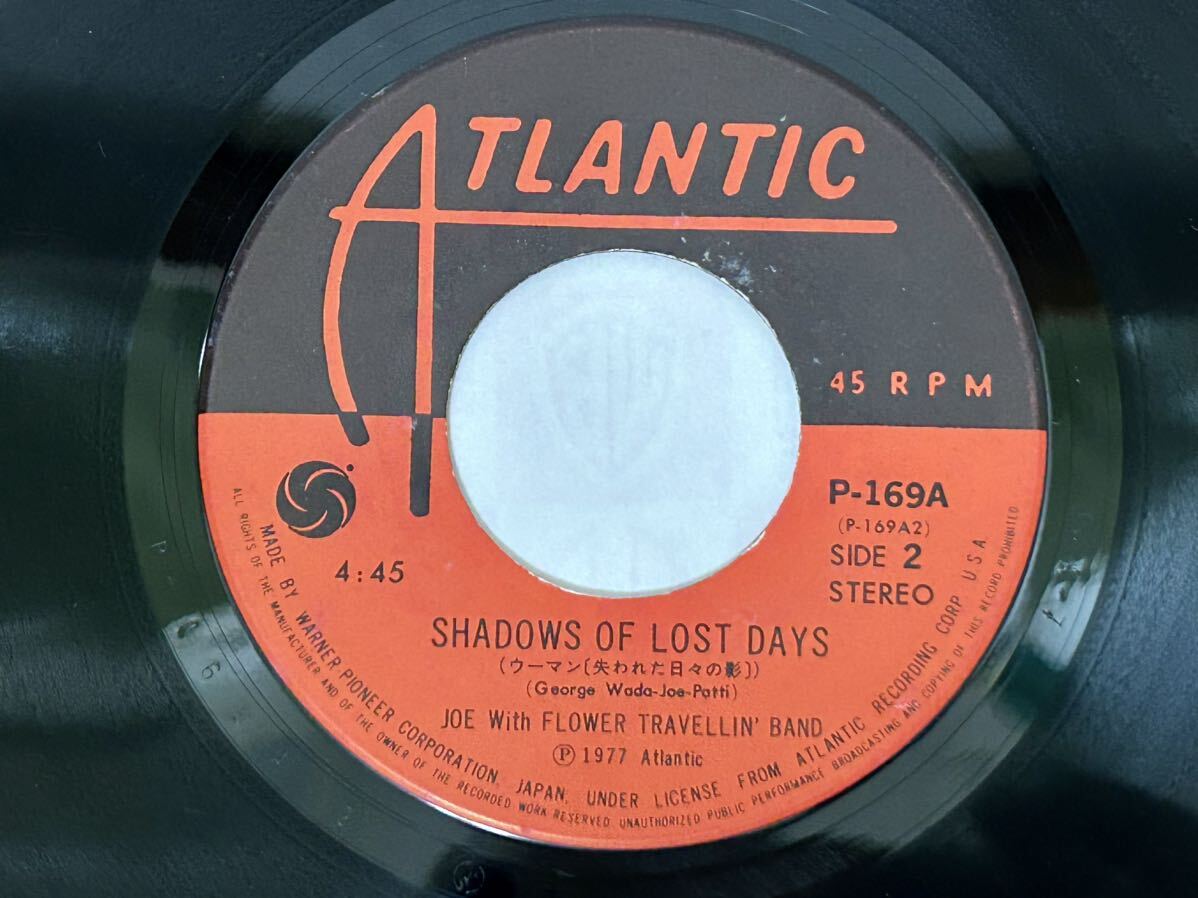 ATLANTIC
45 RPM
P-169A
(P-169A2)
SIDE 2
STEREO
4:45
SHADOWS OF LOST DAYS
(ウーマン〔失われた日々の影〕)
(George Wada-Joe-Patti)
JOE With FLOWER TRAVELLIN' BAND
Ⓟ 1977 Atlantic
MADE BY WARNER PIONEER CORPORATION, JAPAN, UNDER LICENSE FROM ATLANTIC RECORDING CORP. U.S.A.
ALL RIGHTS OF THE MANUFACTURER AND OF THE OWNER OF THE RECORDED WORK RESERVED. UNAUTHORIZED PUBLIC PERFORMANCE BROADCASTING AND COPYING OF THIS RECORD PROHIBITED